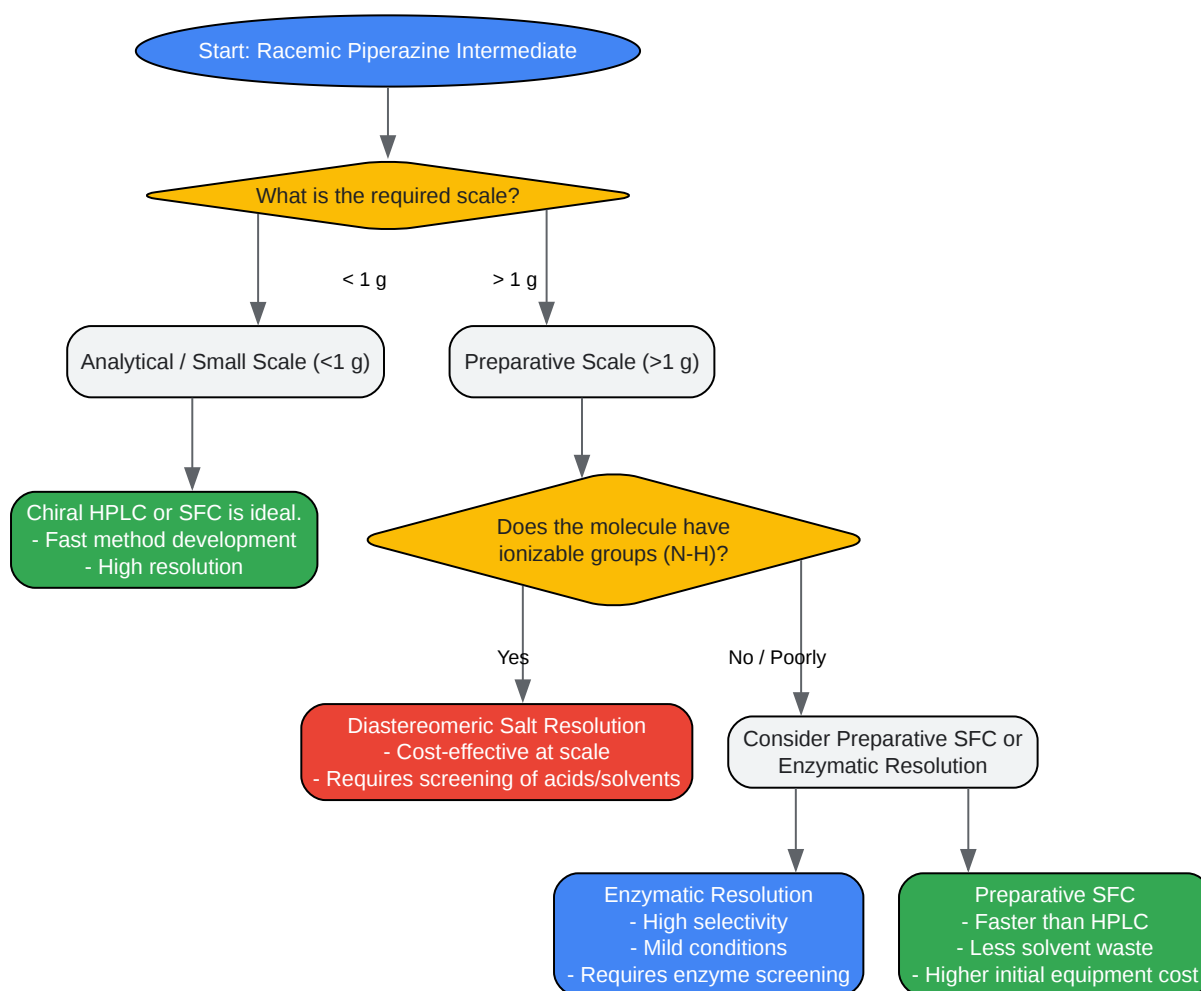 Start: Racemic Piperazine Intermediate
What is the required scale?
< 1 g
> 1 g
Analytical / Small Scale (<1 g)
Preparative Scale (>1 g)
Chiral HPLC or SFC is ideal.
- Fast method development
- High resolution
Does the molecule have
ionizable groups (N-H)?
Yes
No / Poorly
Diastereomeric Salt Resolution
- Cost-effective at scale
- Requires screening of acids/solvents
Consider Preparative SFC or
Enzymatic Resolution
Enzymatic Resolution
- High selectivity
- Mild conditions
- Requires enzyme screening
Preparative SFC
- Faster than HPLC
- Less solvent waste
- Higher initial equipment cost